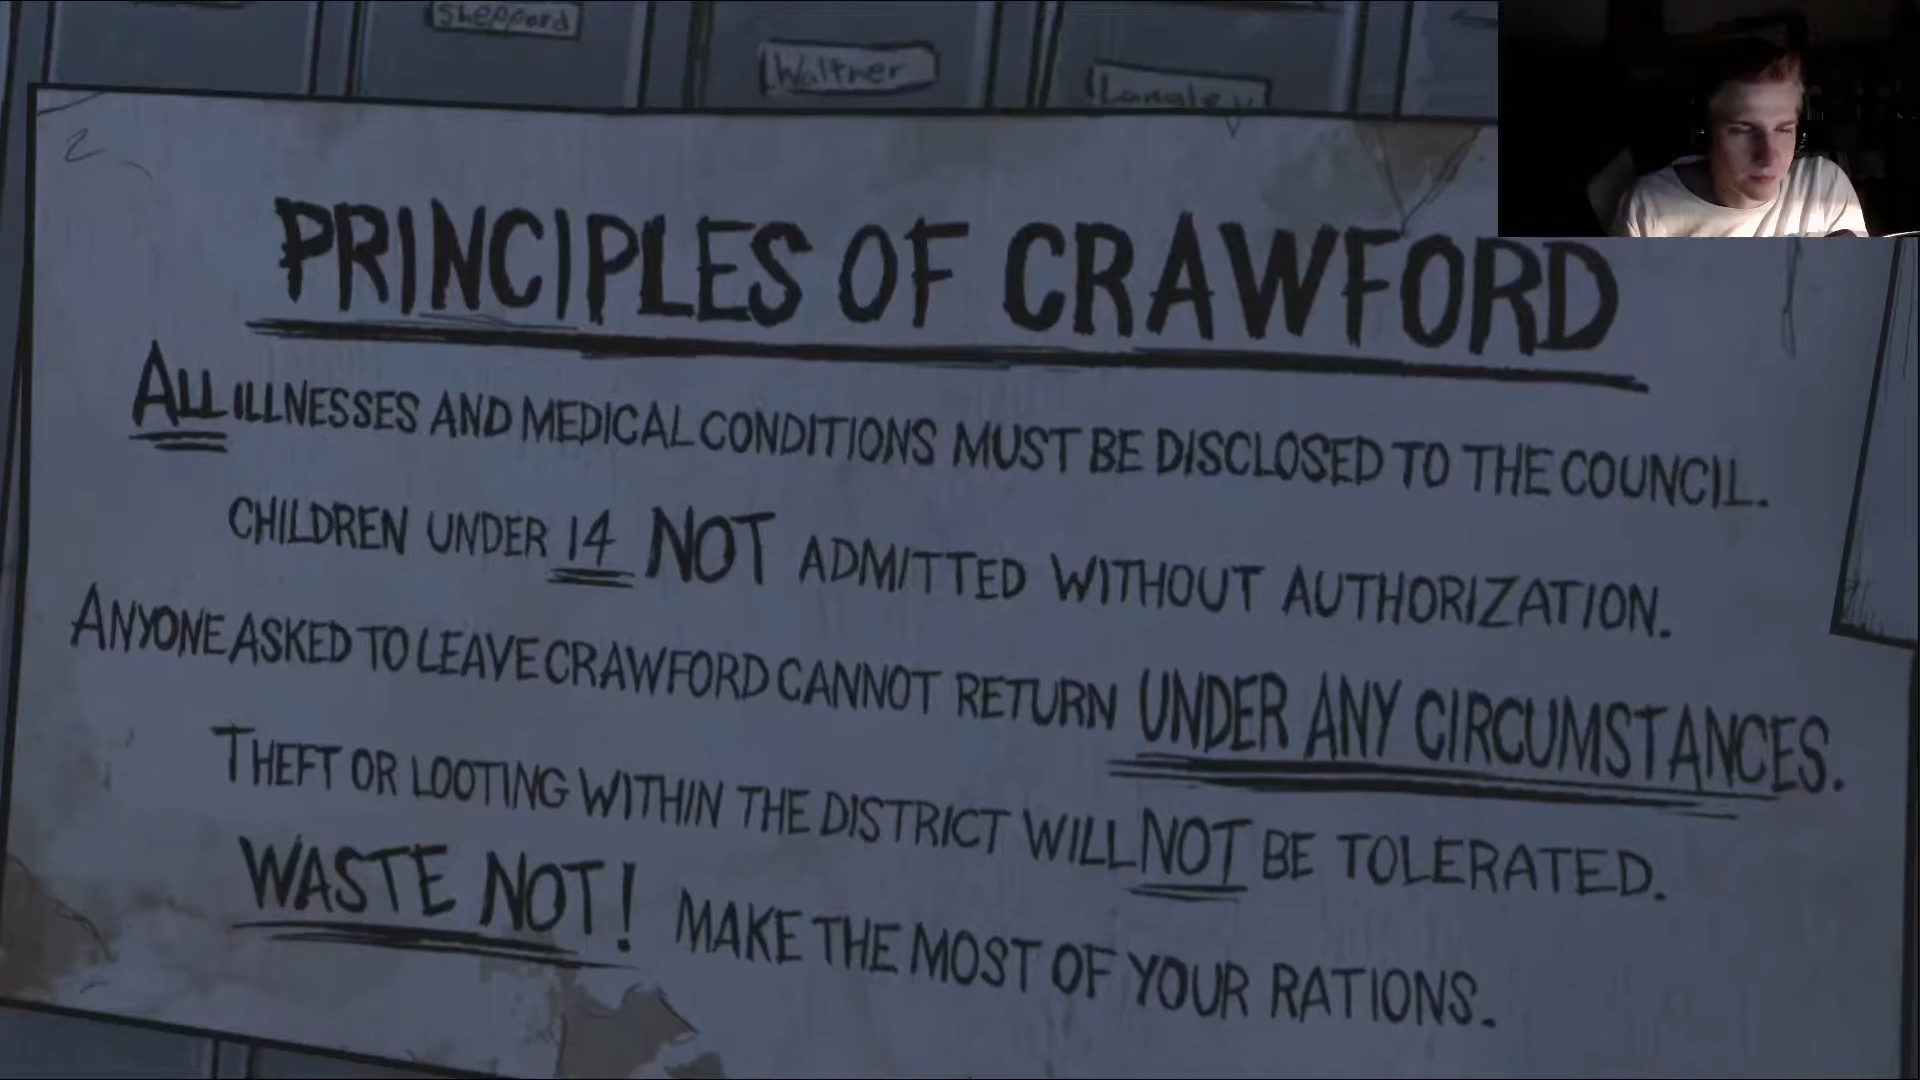 Sheppard
Waltner
Langley
PRINCIPLES OF CRAWFORD
ALL ILLNESSES AND MEDICAL CONDITIONS MUST BE DISCLOSED TO THE COUNCIL.
CHILDREN UNDER 14 NOT ADMITTED WITHOUT AUTHORIZATION.
ANYONE ASKED TO LEAVE CRAWFORD CANNOT RETURN UNDER ANY CIRCUMSTANCES.
THEFT OR LOOTING WITHIN THE DISTRICT WILL NOT BE TOLERATED.
WASTE NOT! MAKE THE MOST OF YOUR RATIONS.